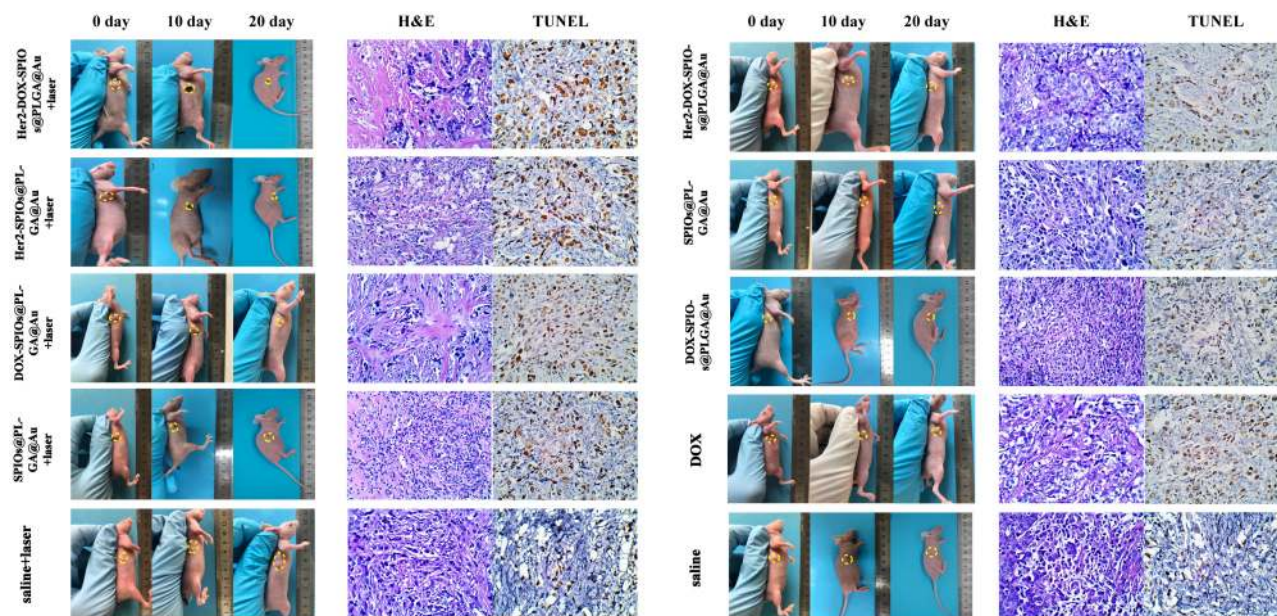 0 day 10 day 20 day H&E TUNEL 0 day 10 day 20 day H&E TUNEL
Her2-DOX-SPIO
s@PLGA@Au
+laser
Her2-SPIOs@PL-
GA@Au
+laser
DOX-SPIOs@PL-
GA@Au
+laser
SPIOs@PL-
GA@Au
+laser
saline+laser
Her2-DOX-SPIO-
s@PLGA@Au
SPIOs@PL-
GA@Au
DOX-SPIO-
s@PLGA@Au
DOX
saline